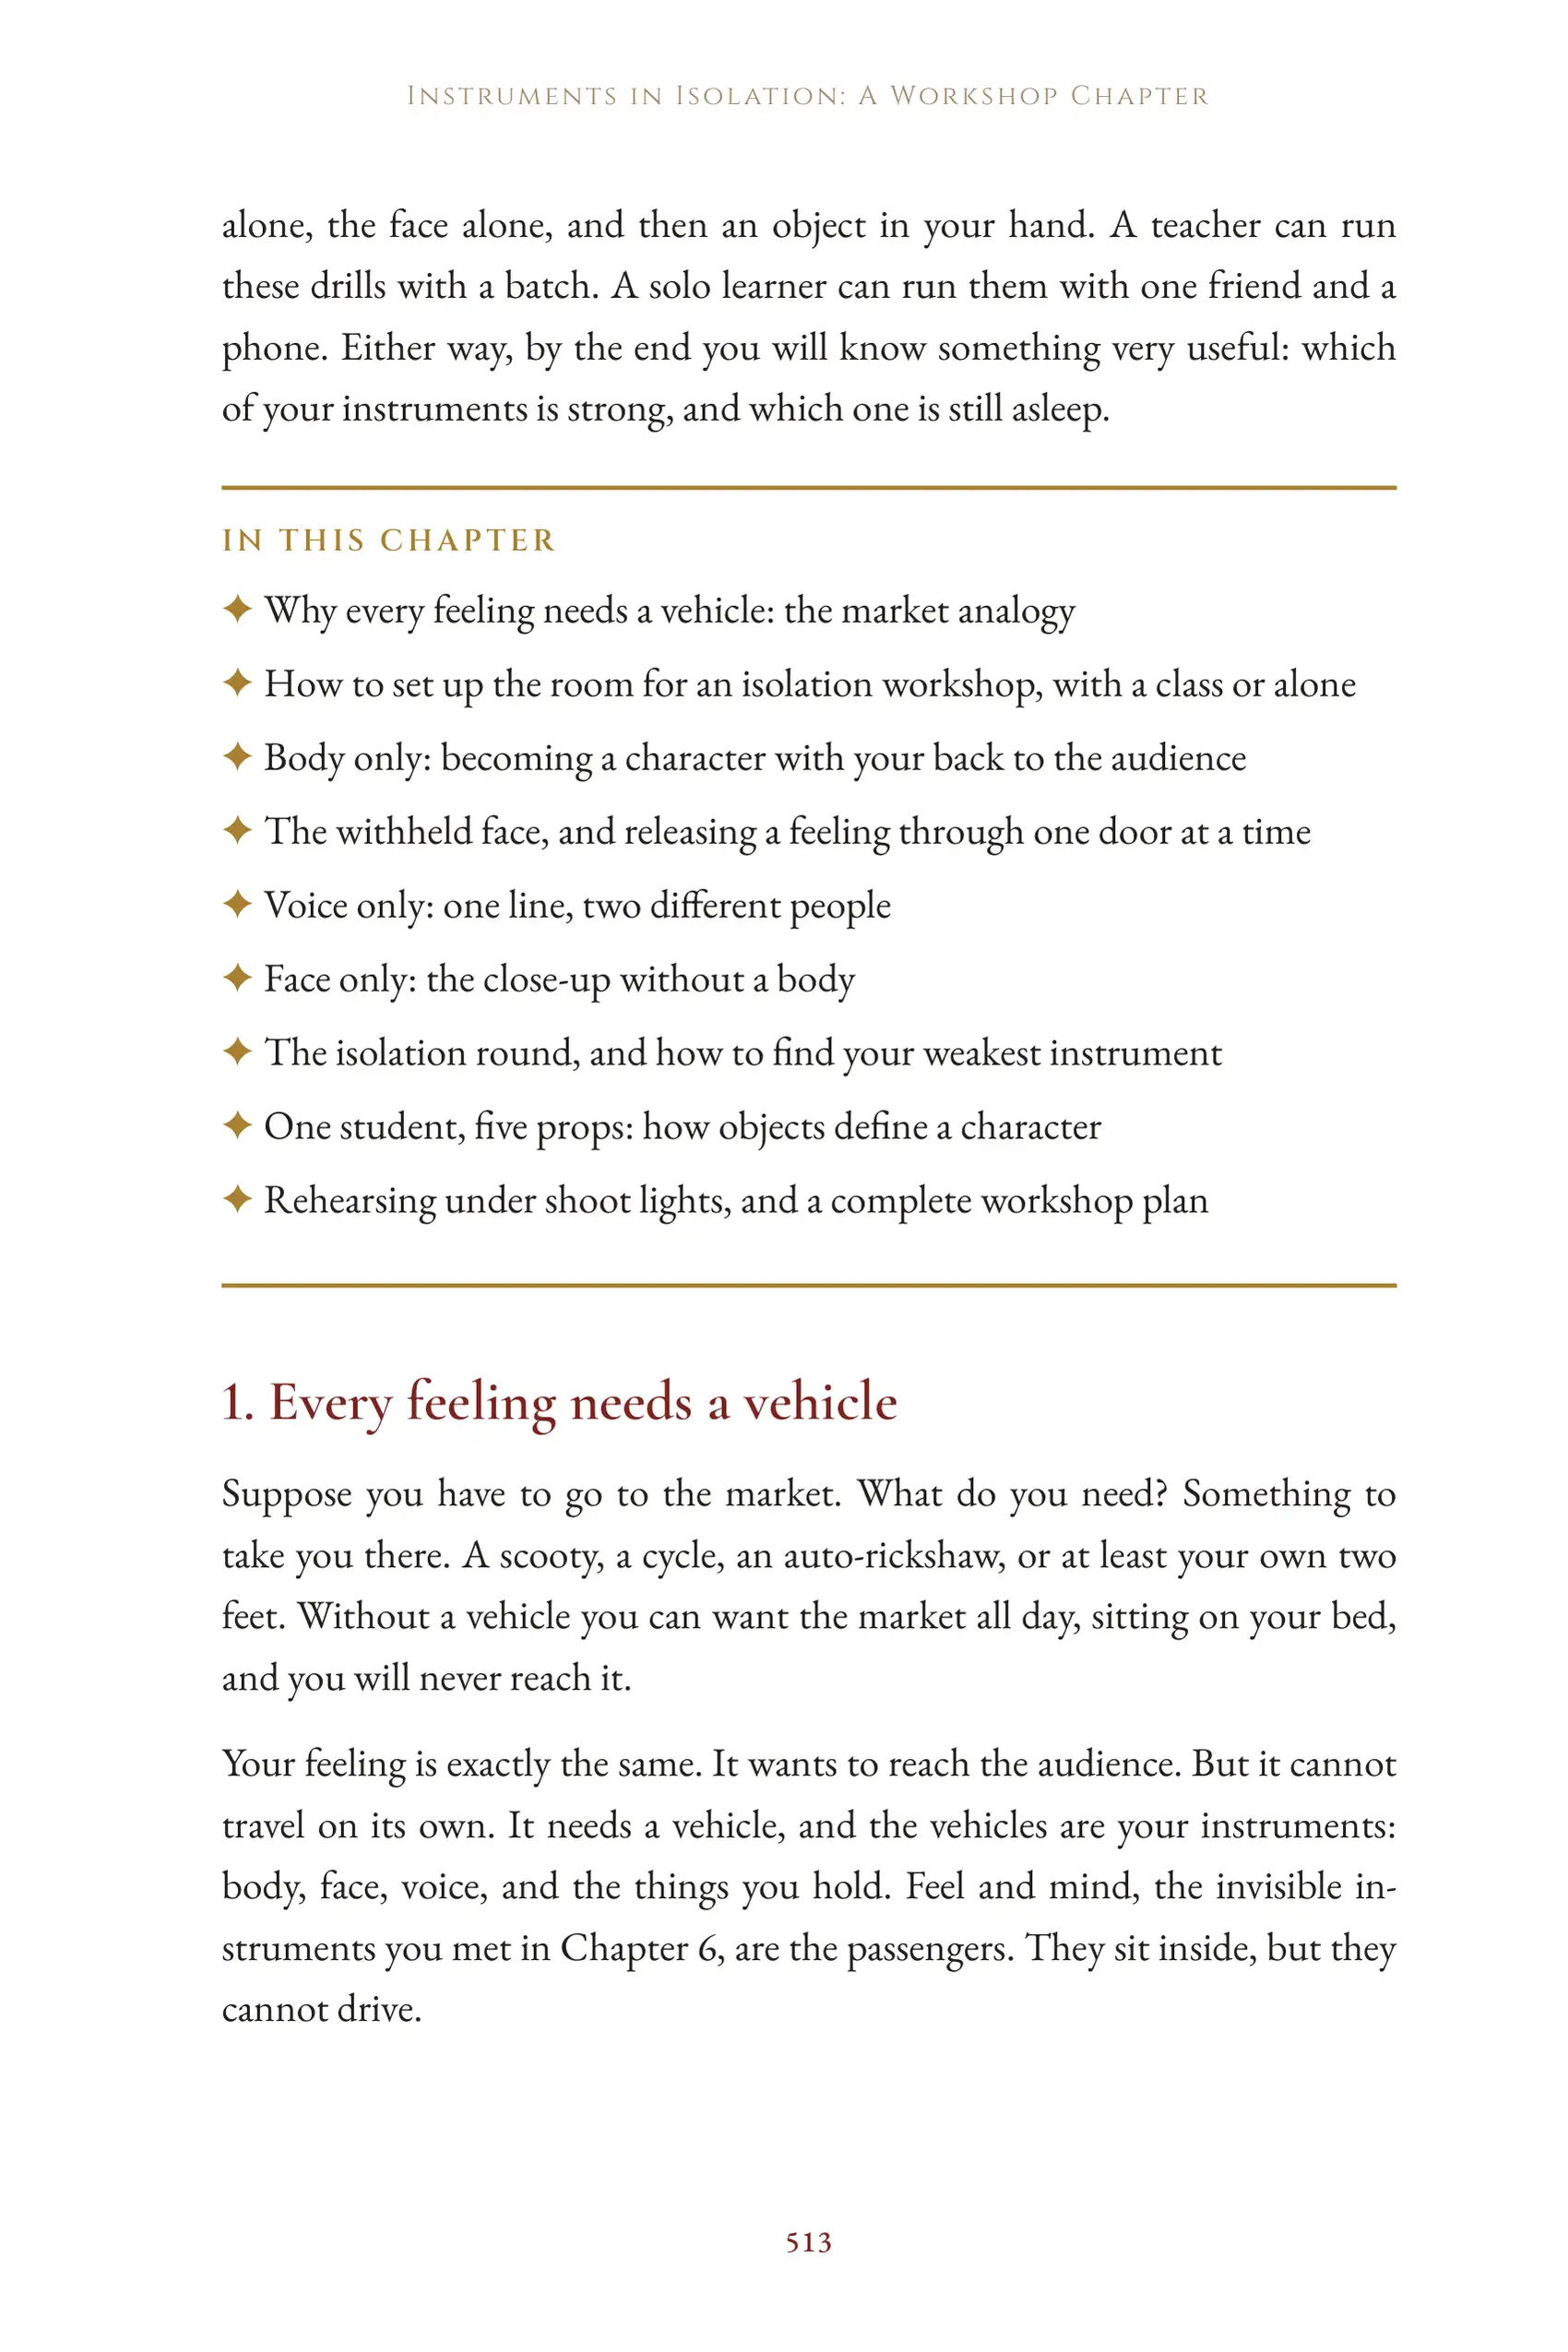 Instruments in Isolation: A Workshop Chapter
alone, the face alone, and then an object in your hand. A teacher can run
these drills with a batch. A solo learner can run them with one friend and a
phone. Either way, by the end you will know something very useful: which
of your instruments is strong, and which one is still asleep.
IN THIS CHAPTER
✦ Why every feeling needs a vehicle: the market analogy
✦ How to set up the room for an isolation workshop, with a class or alone
✦ Body only: becoming a character with your back to the audience
✦ The withheld face, and releasing a feeling through one door at a time
✦ Voice only: one line, two different people
✦ Face only: the close-up without a body
✦ The isolation round, and how to find your weakest instrument
✦ One student, five props: how objects define a character
✦ Rehearsing under shoot lights, and a complete workshop plan
1. Every feeling needs a vehicle
Suppose you have to go to the market. What do you need? Something to
take you there. A scooty, a cycle, an auto-rickshaw, or at least your own two
feet. Without a vehicle you can want the market all day, sitting on your bed,
and you will never reach it.
Your feeling is exactly the same. It wants to reach the audience. But it cannot
travel on its own. It needs a vehicle, and the vehicles are your instruments:
body, face, voice, and the things you hold. Feel and mind, the invisible in-
struments you met in Chapter 6, are the passengers. They sit inside, but they
cannot drive.
513